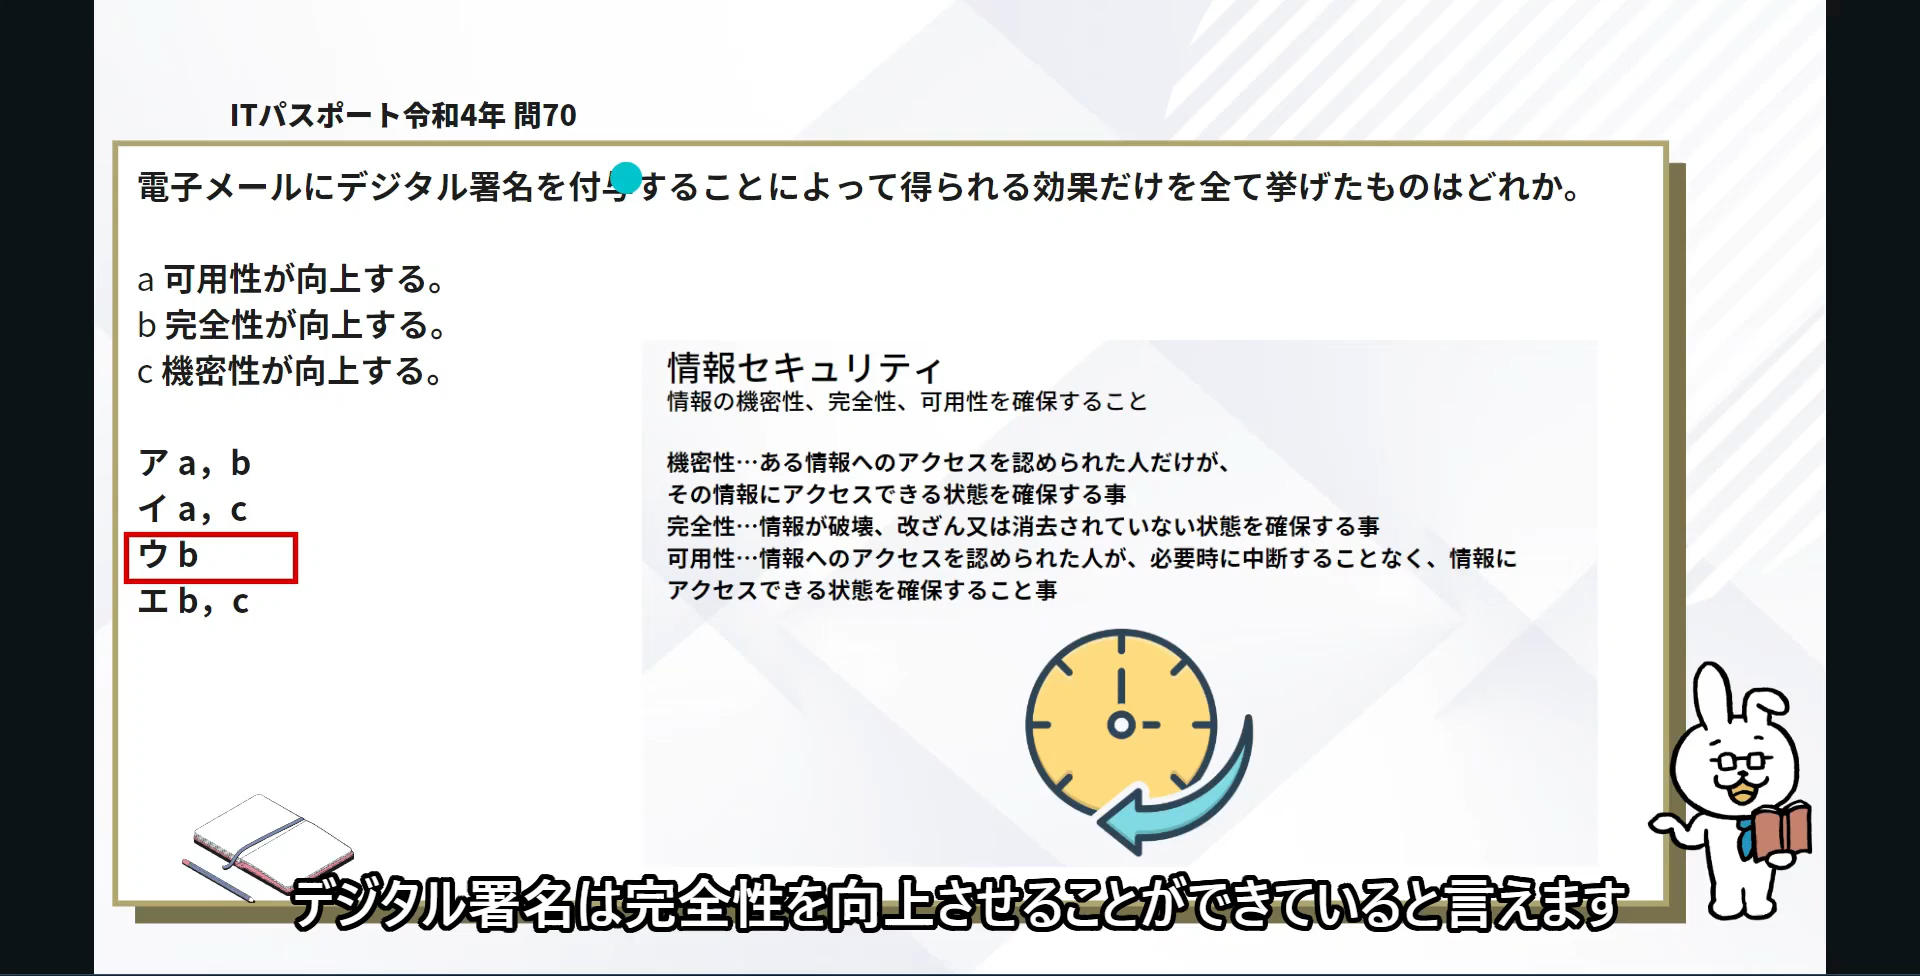 ITパスポート令和4年 問70
電子メールにデジタル署名を付与することによって得られる効果だけを全て挙げたものはどれか。
a 可用性が向上する。
b 完全性が向上する。
c 機密性が向上する。
ア a，b
イ a，c
ウ b
エ b，c
情報セキュリティ
情報の機密性、完全性、可用性を確保すること
機密性…ある情報へのアクセスを認められた人だけが、
その情報にアクセスできる状態を確保する事
完全性…情報が破壊、改ざん又は消去されていない状態を確保する事
可用性…情報へのアクセスを認められた人が、必要時に中断することなく、情報に
アクセスできる状態を確保すること事
デジタル署名は完全性を向上させることができていると言えます